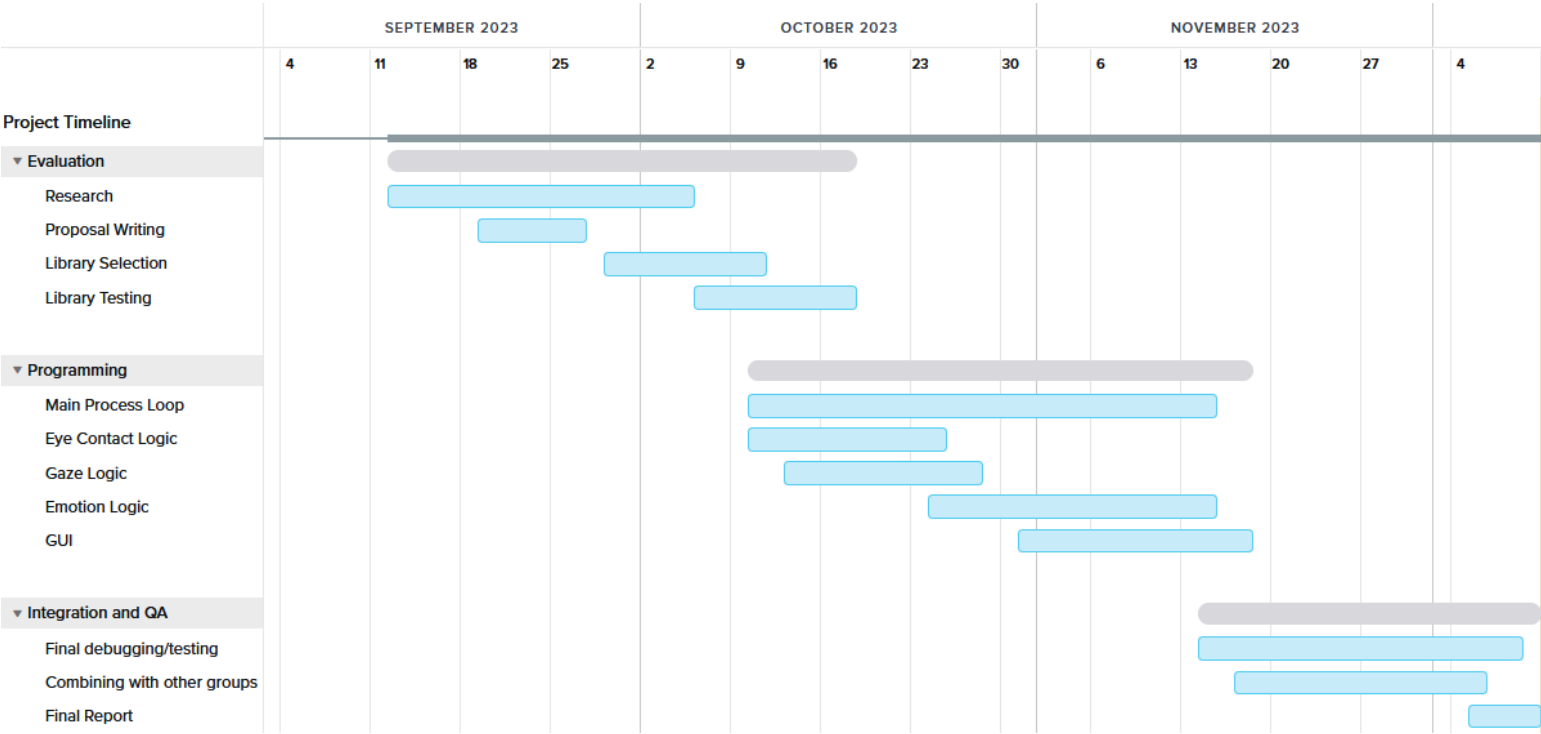 SEPTEMBER 2023 OCTOBER 2023 NOVEMBER 2023
4 11 18 25 2 9 16 23 30 6 13 20 27 4
Project Timeline
Evaluation
Research
Proposal Writing
Library Selection
Library Testing
Programming
Main Process Loop
Eye Contact Logic
Gaze Logic
Emotion Logic
GUI
Integration and QA
Final debugging/testing
Combining with other groups
Final Report